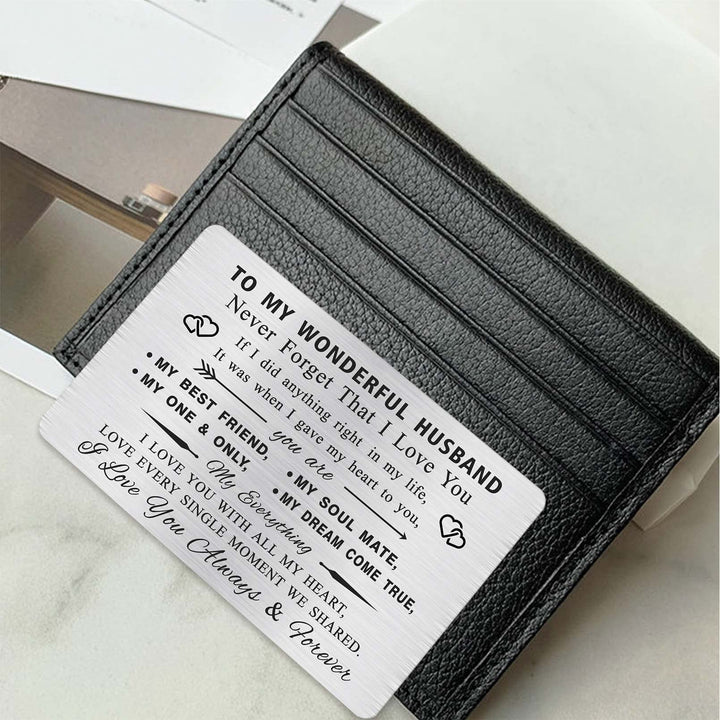 TO MY WONDERFUL HUSBAND
Never Forget That I Love You
If I did anything right in my life,
It was when I gave my heart to you,
you are
• MY BEST FRIEND,
• MY SOUL MATE,
• MY ONE & ONLY,
• MY DREAM COME TRUE,
My Everything
I LOVE YOU WITH ALL MY HEART,
LOVE EVERY SINGLE MOMENT WE SHARED.
I Love You Always & Forever